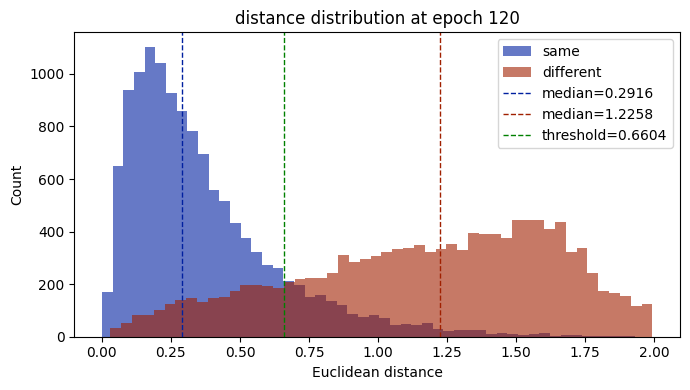 distance distribution at epoch 120
same
different
median=0.2916
median=1.2258
threshold=0.6604
Count
1000
800
600
400
200
0
0.00 0.25 0.50 0.75 1.00 1.25 1.50 1.75 2.00
Euclidean distance